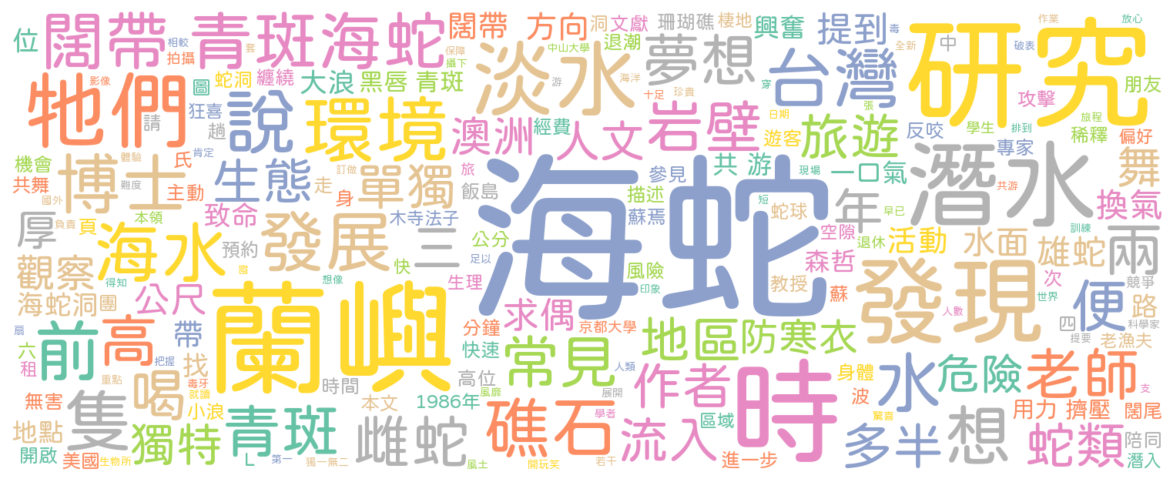 位 闊帶 青斑海蛇 闊帶 方向 洞 文獻 珊瑚礁 棲地 興奮 提到 研究
相較 拍攝 套 保障 攝下 中山大學 退潮 夢想 中 全新 作業 破表 放心 毒
牠們 影像 圖 蛇洞 纏繞 大浪 黑唇 青斑 淡水 游 海洋 台灣 攻擊 朋友
狂喜 請 趟 說 環境 經費 十足 珍貴 岩壁 穿 日期 張 旅程 稀釋
機會 氏 肯定 澳洲 人文 遊客 旅遊 反咬 學生 排到 專家 偏好
共舞 體驗 博士 國外 難度 主動 生態 訂做 走 身 單獨 飯島 旅 共 游 參見 一口氣 現場 潛水 舞
厚 負責 頁 本領 致命 木寺法子 描述 蘇焉 短 蛇球 年 早已 共游 換氣
海水 預約 發展 三 公分 足以 海蛇 空隙 退休 活動 水面 訓練 兩
觀察 得知 窩 想像 快 生理 風險 印象 教授 森哲 雄蛇 次 競爭
海蛇洞 團 公尺 蘭嶼 求偶 蘇 人數 發現 世界 四 便 路 科學家
扇 前 高 帶 分鐘 京都大學 地區 防寒衣 提要 老漁夫
六 租 把握 找 快速 常見 人類
重點 毒牙 就讀 時間 高位 風靡 展開 作者 時 身體 水 危險 老師 支
無害 喝 小浪 本文 1986年 學者 區域 波 驚喜 用力 擠壓 闊尾
地點 隻 獨特 青斑 雌蛇 礁石 流入 多半 想 蛇類 陪同
開啟 美國 生物所 L 第一 獨一無二 風土 開玩笑 若干 進一步 潛入